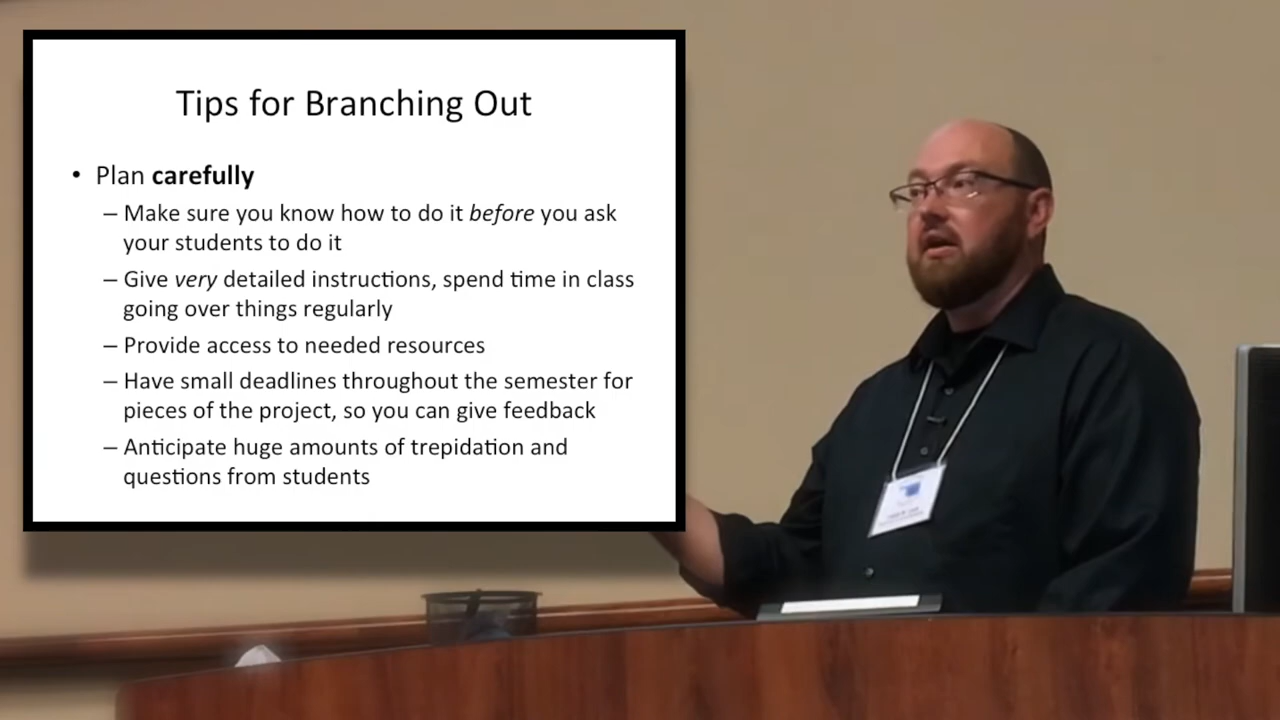 Tips for Branching Out
• Plan carefully
– Make sure you know how to do it before you ask
your students to do it
– Give very detailed instructions, spend time in class
going over things regularly
– Provide access to needed resources
– Have small deadlines throughout the semester for
pieces of the project, so you can give feedback
– Anticipate huge amounts of trepidation and
questions from students